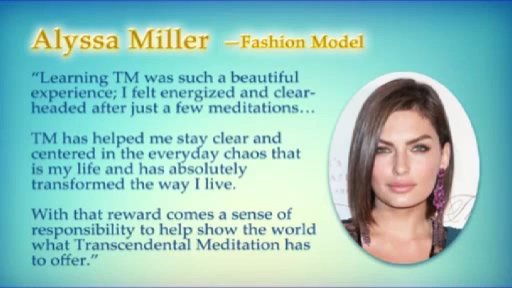 Alyssa Miller —Fashion Model
“Learning TM was such a beautiful
experience; I felt energized and clear-
headed after just a few meditations…
TM has helped me stay clear and
centered in the everyday chaos that
is my life and has absolutely
transformed the way I live.
With that reward comes a sense of
responsibility to help show the world
what Transcendental Meditation has
to offer.”